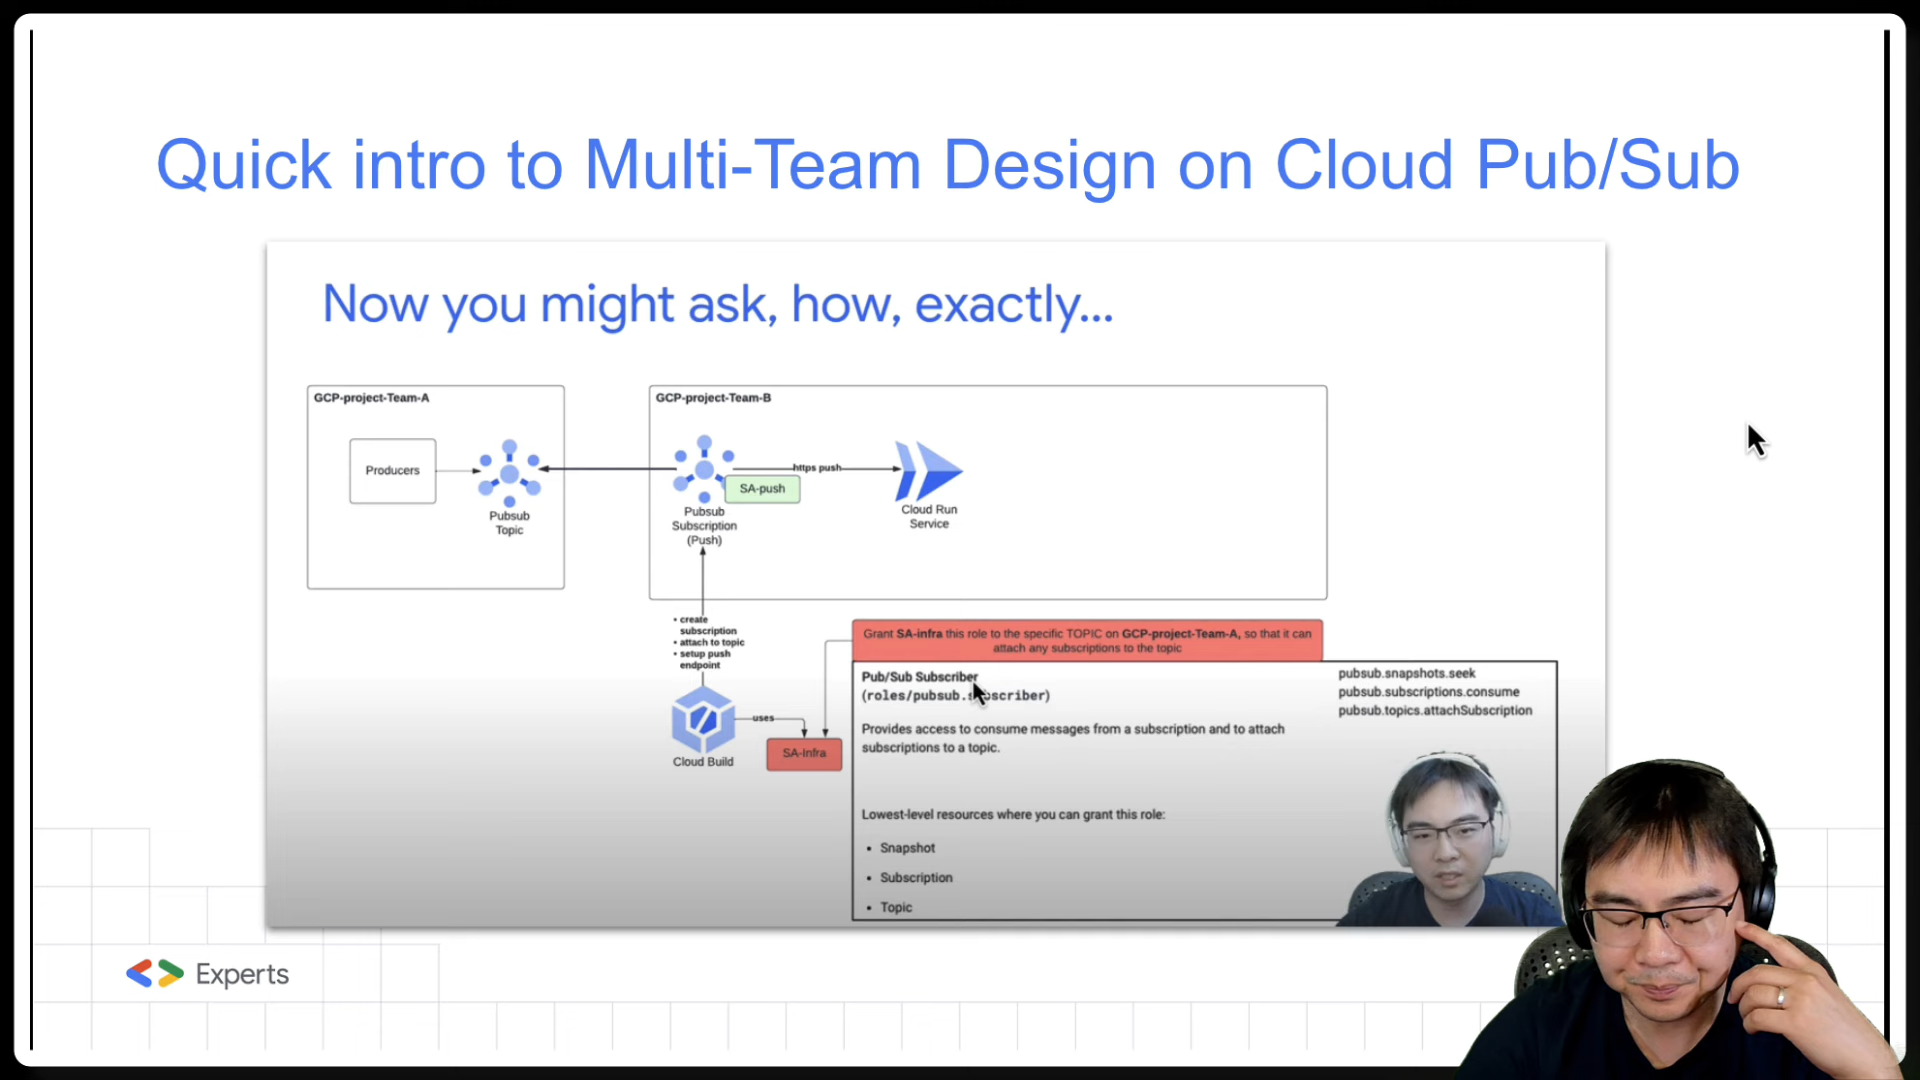 Quick intro to Multi-Team Design on Cloud Pub/Sub
Now you might ask, how, exactly...
GCP-project-Team-A
Producers
Pubsub
Topic
GCP-project-Team-B
Pubsub
Subscription
(Push)
SA-push
https push
Cloud Run
Service
• create
subscription
• attach to topic
• setup push
endpoint
Cloud Build
uses
SA-Infra
Grant SA-infra this role to the specific TOPIC on GCP-project-Team-A, so that it can
attach any subscriptions to the topic
Pub/Sub Subscriber
(roles/pubsub.subscriber)
Provides access to consume messages from a subscription and to attach
subscriptions to a topic.
Lowest-level resources where you can grant this role:
• Snapshot
• Subscription
• Topic
pubsub.snapshots.seek
pubsub.subscriptions.consume
pubsub.topics.attachSubscription
Experts